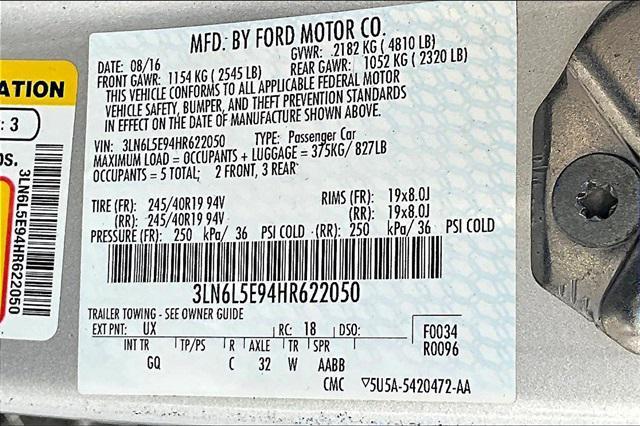 MFD. BY FORD MOTOR CO.
DATE: 08/16 GVWR: .2182 KG ( 4810 LB)
FRONT GAWR: 1154 KG ( 2545 LB) REAR GAWR: 1052 KG ( 2320 LB)
THIS VEHICLE CONFORMS TO ALL APPLICABLE FEDERAL MOTOR
VEHICLE SAFETY, BUMPER, AND THEFT PREVENTION STANDARDS
IN EFFECT ON THE DATE OF MANUFACTURE SHOWN ABOVE.
VIN: 3LN6L5E94HR622050 TYPE: Passenger Car
MAXIMUM LOAD = OCCUPANTS + LUGGAGE = 375KG/ 827LB
OCCUPANTS = 5 TOTAL; 2 FRONT, 3 REAR
TIRE (FR): 245/40R19 94V RIMS (FR): 19x8.0J
(RR): 245/40R19 94V (RR): 19x8.0J
PRESSURE (FR): 250 kPa/ 36 PSI COLD (RR): 250 kPa/ 36 PSI COLD
3LN6L5E94HR622050
TRAILER TOWING - SEE OWNER GUIDE
EXT PNT: UX RC: 18 DSO: F0034
R0096
INT TR TP/PS R AXLE TR SPR
GQ C 32 W AABB
CMC ▽5U5A-5420472-AA
ATION
: 3
bs.
3LN6L5E94HR622050